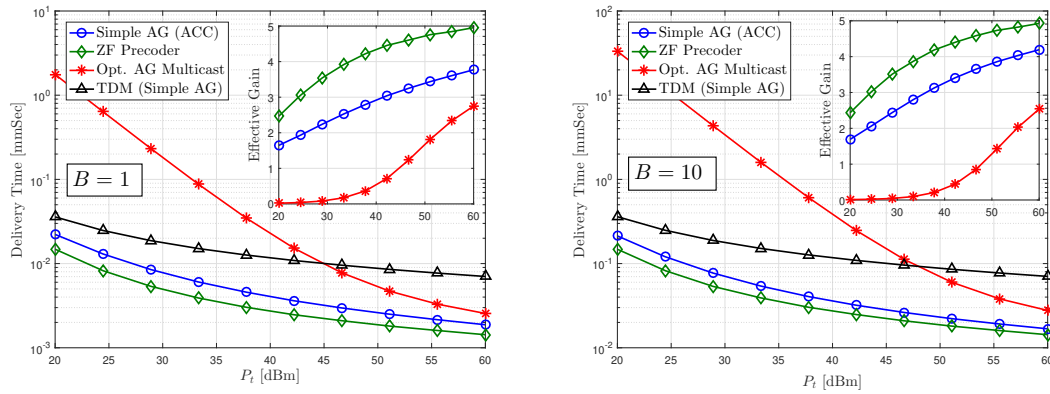 10^1
10^0
10^-1
10^-2
10^-3
Delivery Time [mmSec]
Simple AG (ACC)
ZF Precoder
Opt. AG Multicast
TDM (Simple AG)
B = 1
5
4
3
2
1
0
Effective Gain
20 30 40 50 60
20 25 30 35 40 45 50 55 60
P_t [dBm]
10^2
10^1
10^0
10^-1
10^-2
Delivery Time [mmSec]
Simple AG (ACC)
ZF Precoder
Opt. AG Multicast
TDM (Simple AG)
B = 10
5
4
3
2
1
0
Effective Gain
20 30 40 50 60
20 25 30 35 40 45 50 55 60
P_t [dBm]